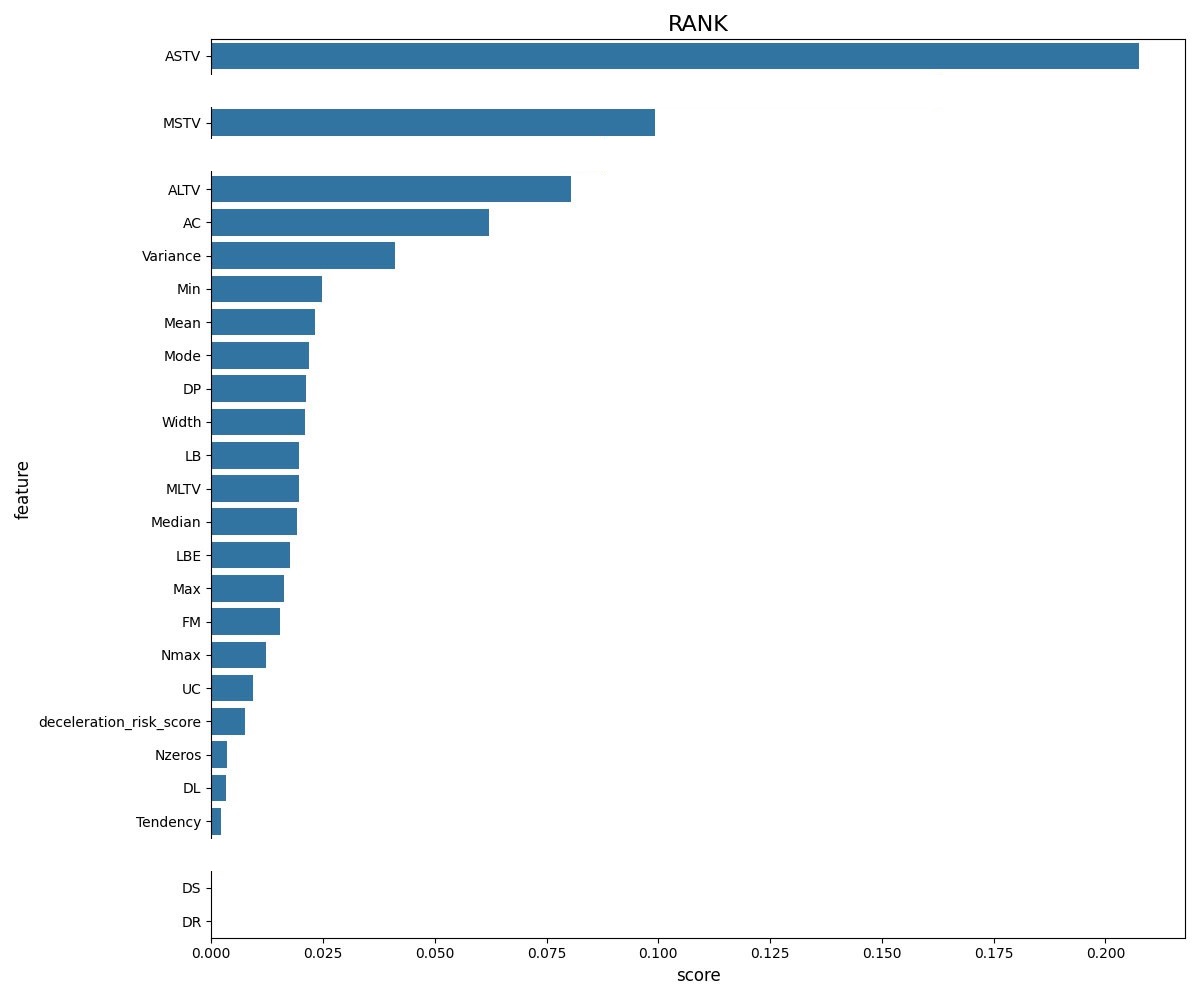 RANK
ASTV
MSTV
ALTV
AC
Variance
Min
Mean
Mode
DP
Width
LB
MLTV
Median
LBE
Max
FM
Nmax
UC
deceleration_risk_score
Nzeros
DL
Tendency
DS
DR
feature
0.000 0.025 0.050 0.075 0.100 0.125 0.150 0.175 0.200
score